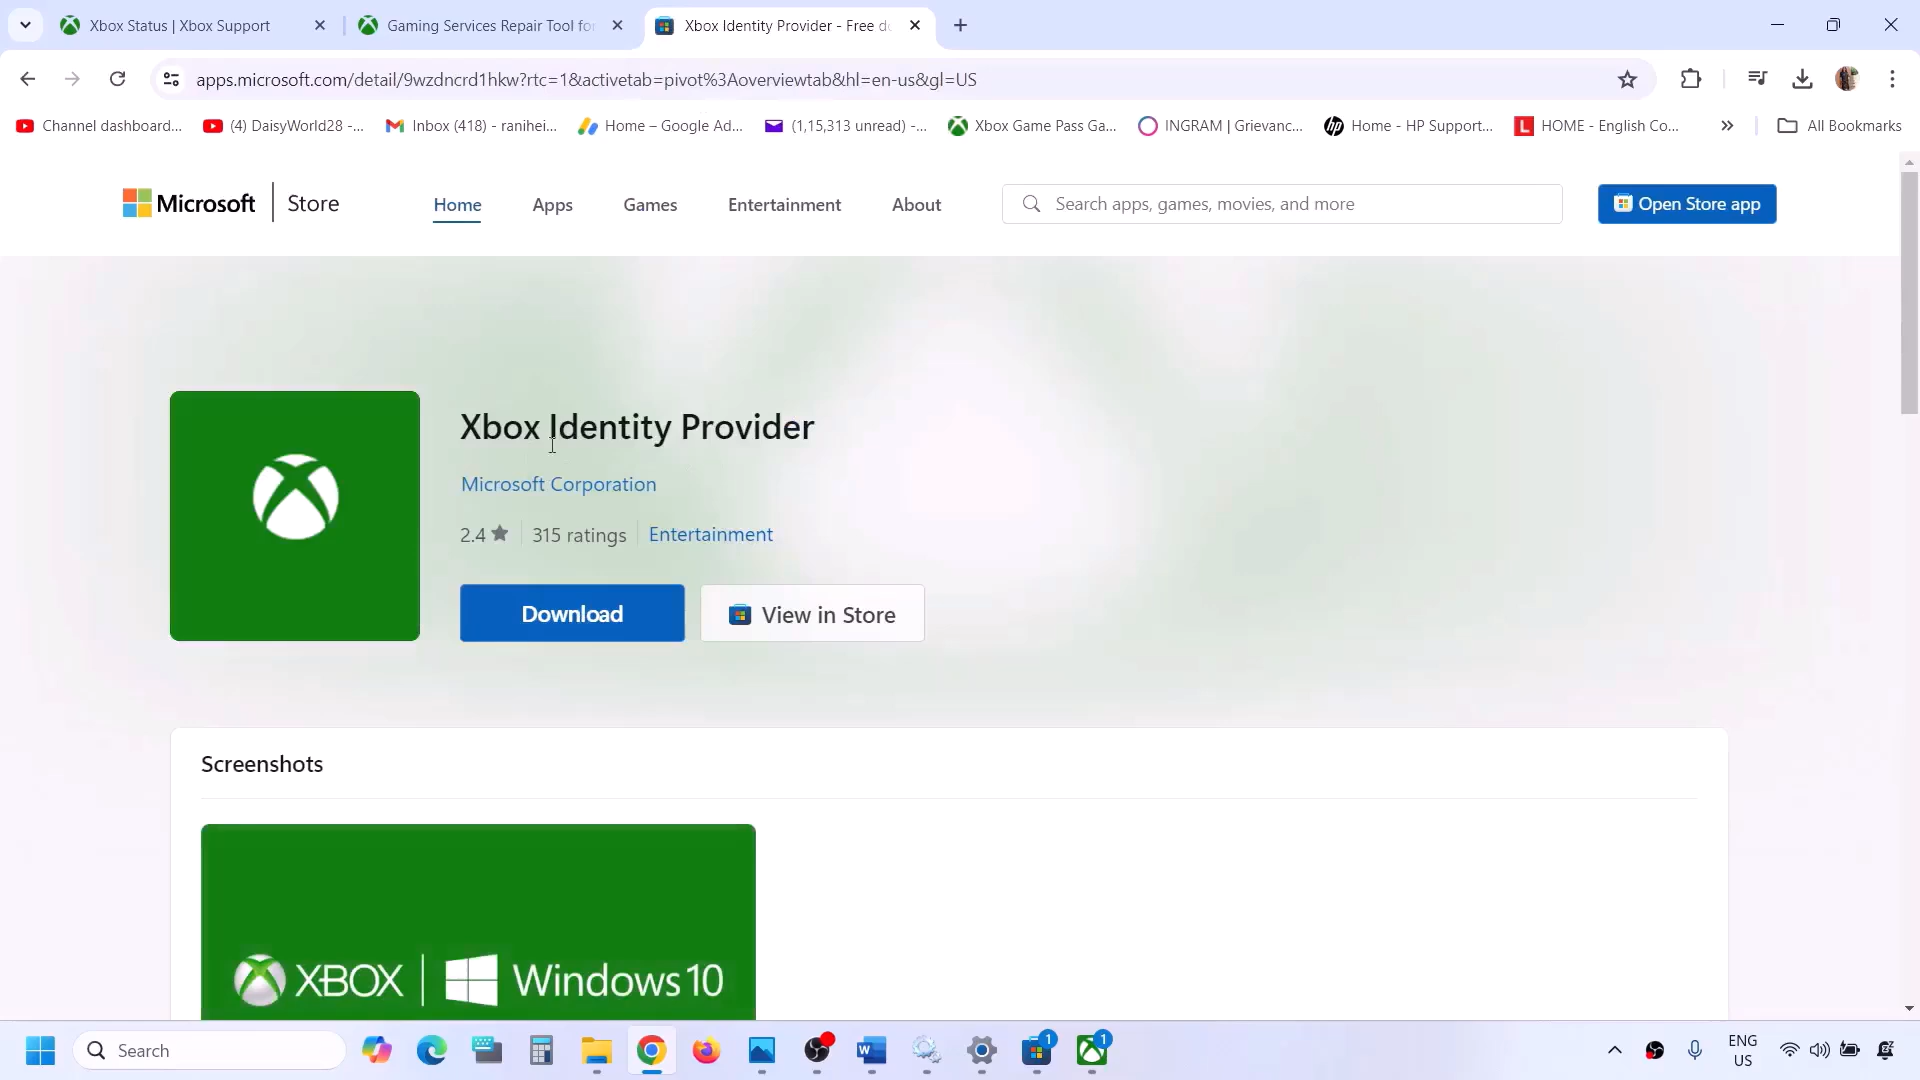 Xbox Status | Xbox Support
Gaming Services Repair Tool fo
Xbox Identity Provider - Free d
apps.microsoft.com/detail/9wzdncrd1hkw?rtc=1&activetab=pivot%3Aoverviewtab&hl=en-us&gl=US
Channel dashboard...
(4) DaisyWorld28 -...
Inbox (418) - ranihei...
Home – Google Ad...
(1,15,313 unread) -...
Xbox Game Pass Ga...
INGRAM | Grievanc...
Home - HP Support...
HOME - English Co...
All Bookmarks
Microsoft | Store
Home
Apps
Games
Entertainment
About
Search apps, games, movies, and more
Open Store app
Xbox Identity Provider
Microsoft Corporation
2.4 ★ 315 ratings Entertainment
Download
View in Store
Screenshots
XBOX | Windows 10
Search
1
1
ENG
US